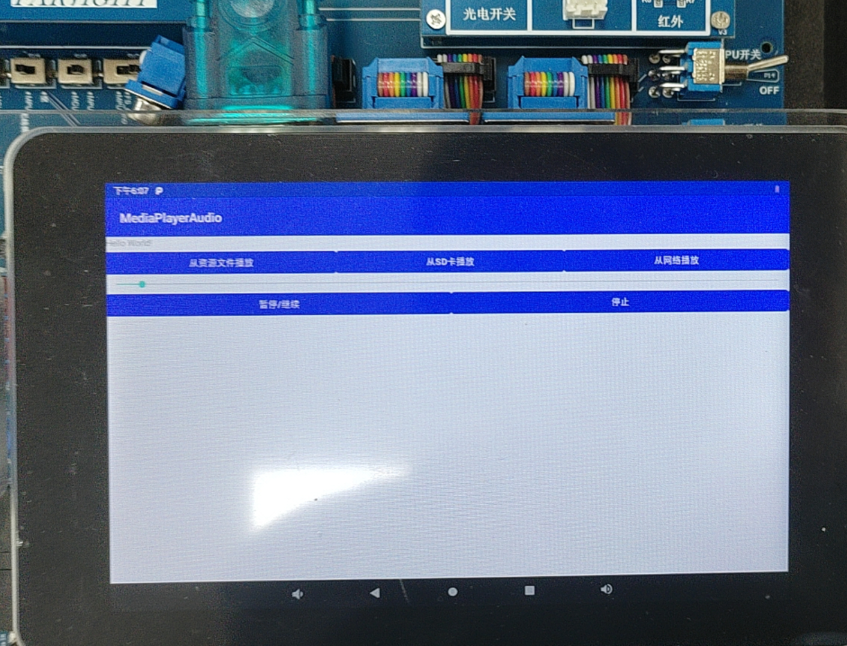 FARSIGHT
光电开关
红外
PU开关
OFF
下午6:07
MediaPlayerAudio
Hello World!
从资源文件播放
从SD卡播放
从网络播放
暂停/继续
停止